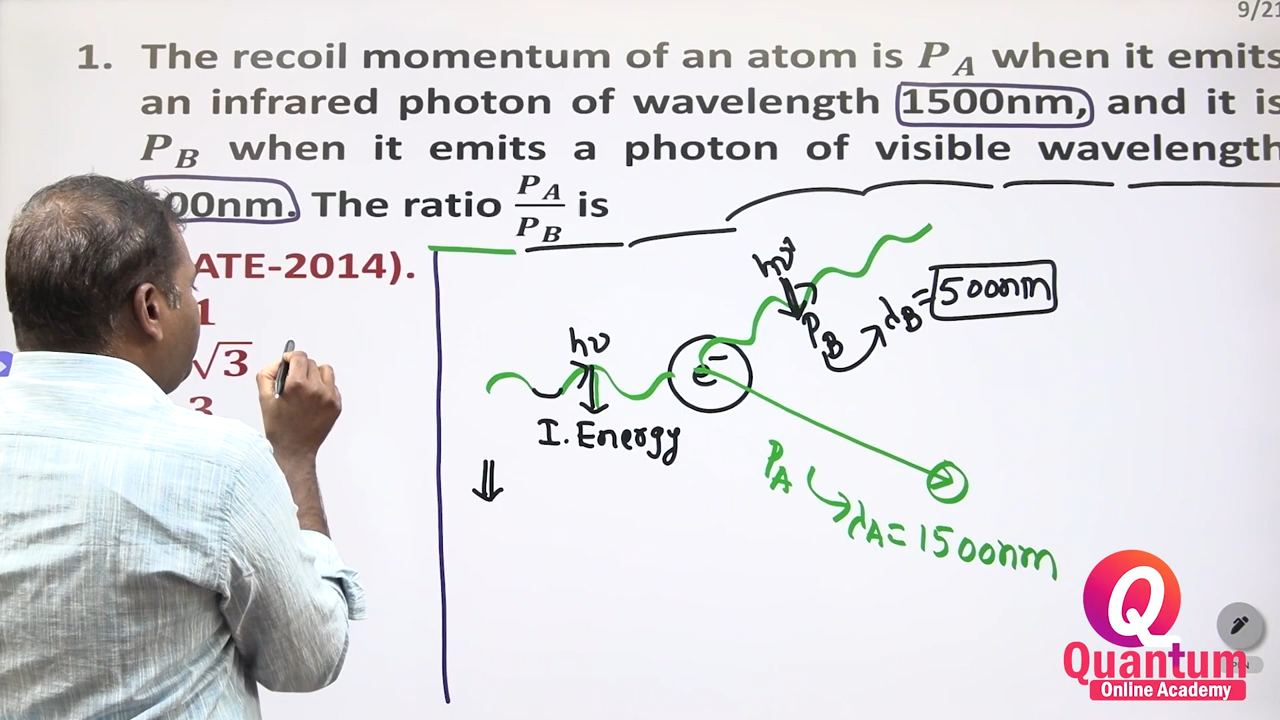 9/21
1. The recoil momentum of an atom is P_A when it emits
an infrared photon of wavelength 1500nm, and it is
P_B when it emits a photon of visible wavelength
00nm. The ratio P_A/P_B is
ATE-2014).
1
√3
3
hν
P_B
λ_B = 500nm
hν
e⁻
I. Energy
P_A
λ_A = 1500nm
Q
Quantum
Online Academy